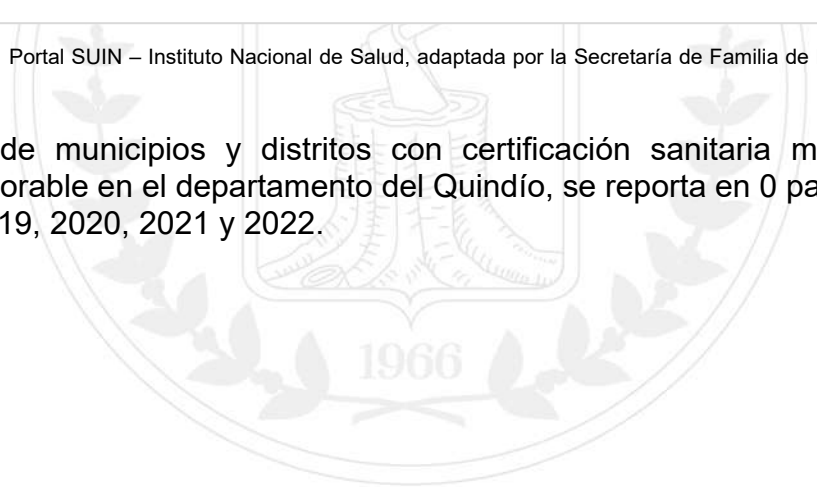 Portal SUIN – Instituto Nacional de Salud, adaptada por la Secretaría de Familia de
de municipios y distritos con certificación sanitaria m
orable en el departamento del Quindío, se reporta en 0 pa
19, 2020, 2021 y 2022.
1966